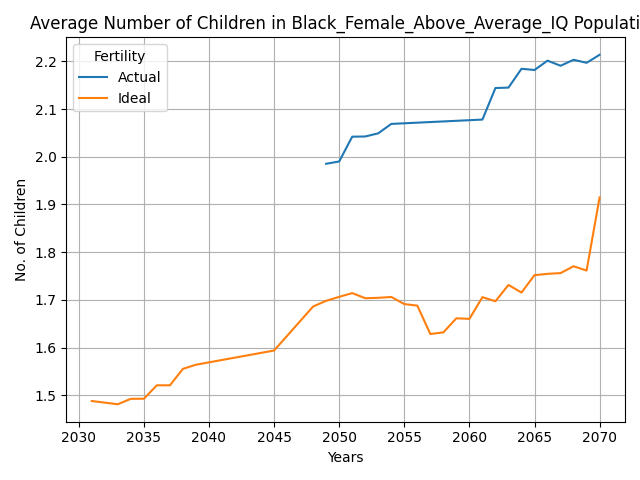 Average Number of Children in Black_Female_Above_Average_IQ Populati
Fertility
Actual
Ideal
No. of Children
2.2
2.1
2.0
1.9
1.8
1.7
1.6
1.5
2030 2035 2040 2045 2050 2055 2060 2065 2070
Years